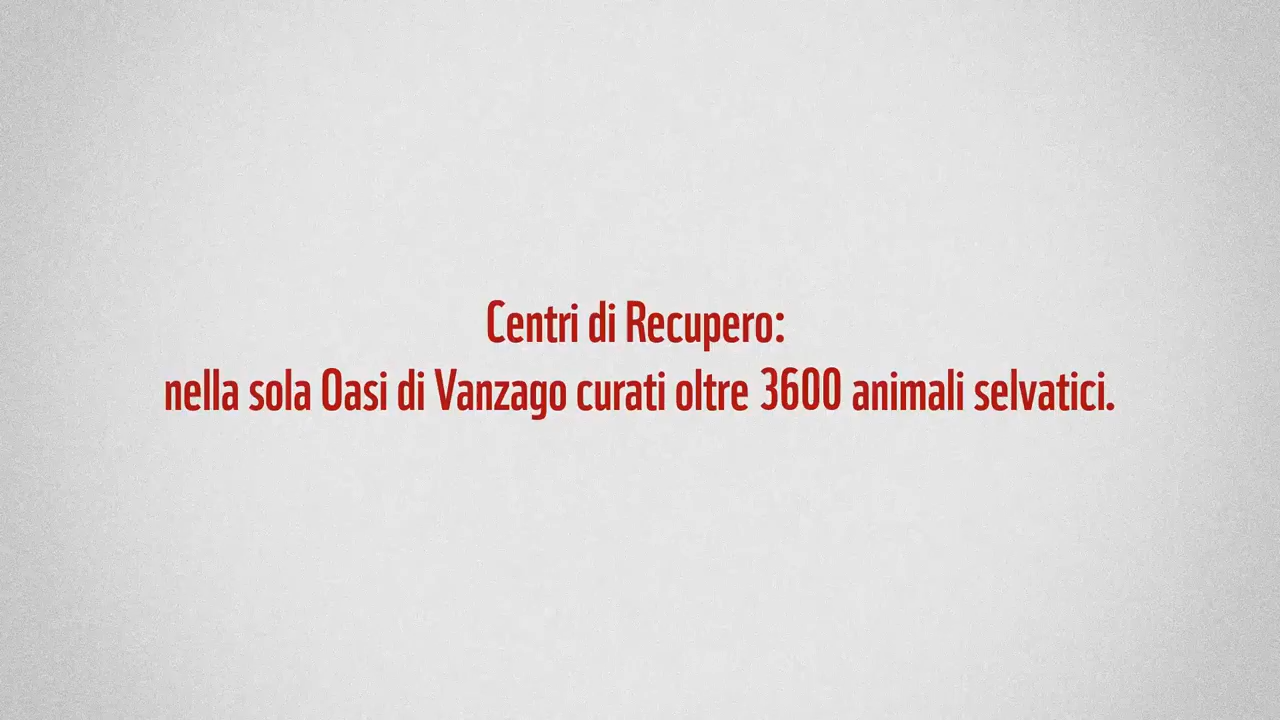 Centri di Recupero:
nella sola Oasi di Vanzago curati oltre 3600 animali selvatici.